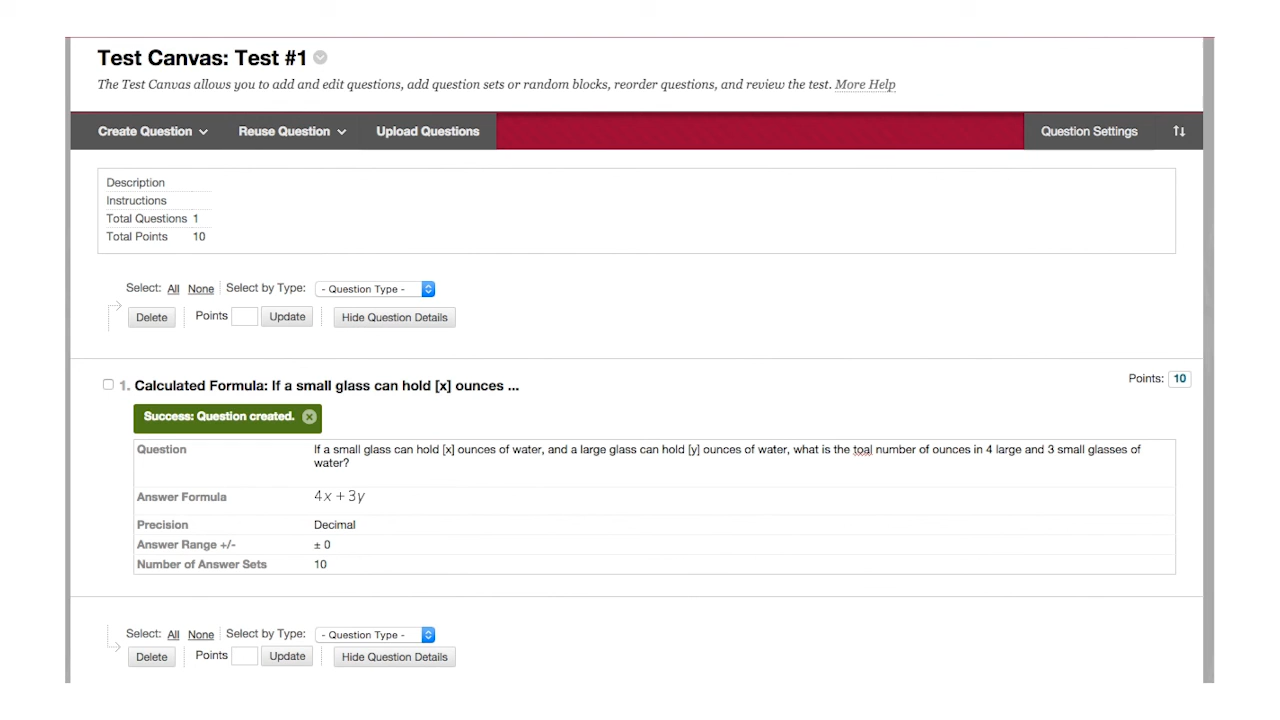 Test Canvas: Test #1
The Test Canvas allows you to add and edit questions, add question sets or random blocks, reorder questions, and review the test. More Help
Create Question Reuse Question Upload Questions Question Settings
Description
Instructions
Total Questions 1
Total Points 10
Select: All None Select by Type: - Question Type -
Delete Points Update Hide Question Details
1. Calculated Formula: If a small glass can hold [x] ounces ... Points: 10
Success: Question created.
Question If a small glass can hold [x] ounces of water, and a large glass can hold [y] ounces of water, what is the toal number of ounces in 4 large and 3 small glasses of
water?
Answer Formula 4x + 3y
Precision Decimal
Answer Range +/- ± 0
Number of Answer Sets 10
Select: All None Select by Type: - Question Type -
Delete Points Update Hide Question Details